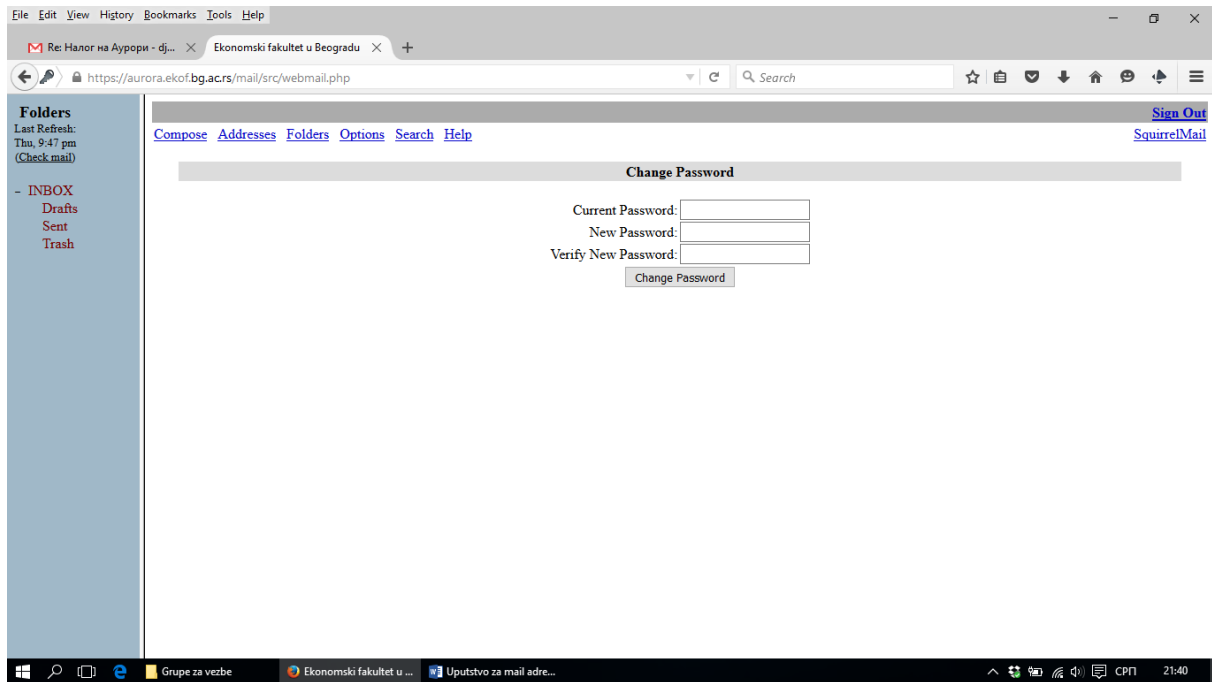 File Edit View History Bookmarks Tools Help
Re: Налог на Аурори - dj...
Ekonomski fakultet u Beogradu
https://aurora.ekof.bg.ac.rs/mail/src/webmail.php
Search
Folders
Last Refresh:
Thu, 9:47 pm
(Check mail)
- INBOX
Drafts
Sent
Trash
Sign Out
Compose Addresses Folders Options Search Help
SquirrelMail
Change Password
Current Password:
New Password:
Verify New Password:
Change Password
Grupe za vezbe
Ekonomski fakultet u ...
Uputstvo za mail adre...
СРП
21:40